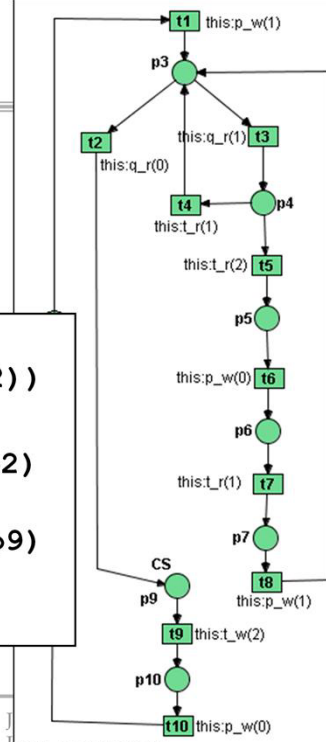 t1 this:p_w(1)
p3
t2 this:q_r(1) t3
this:q_r(0)
t4 p4
this:t_r(1)
this:t_r(2) t5
p5
2))
this:p_w(0) t6
p6
2)
this:t_r(1) t7
p9)
p7
t8
CS
this:p_w(1)
p9
t9 this:t_w(2)
p10
t10 this:p_w(0)